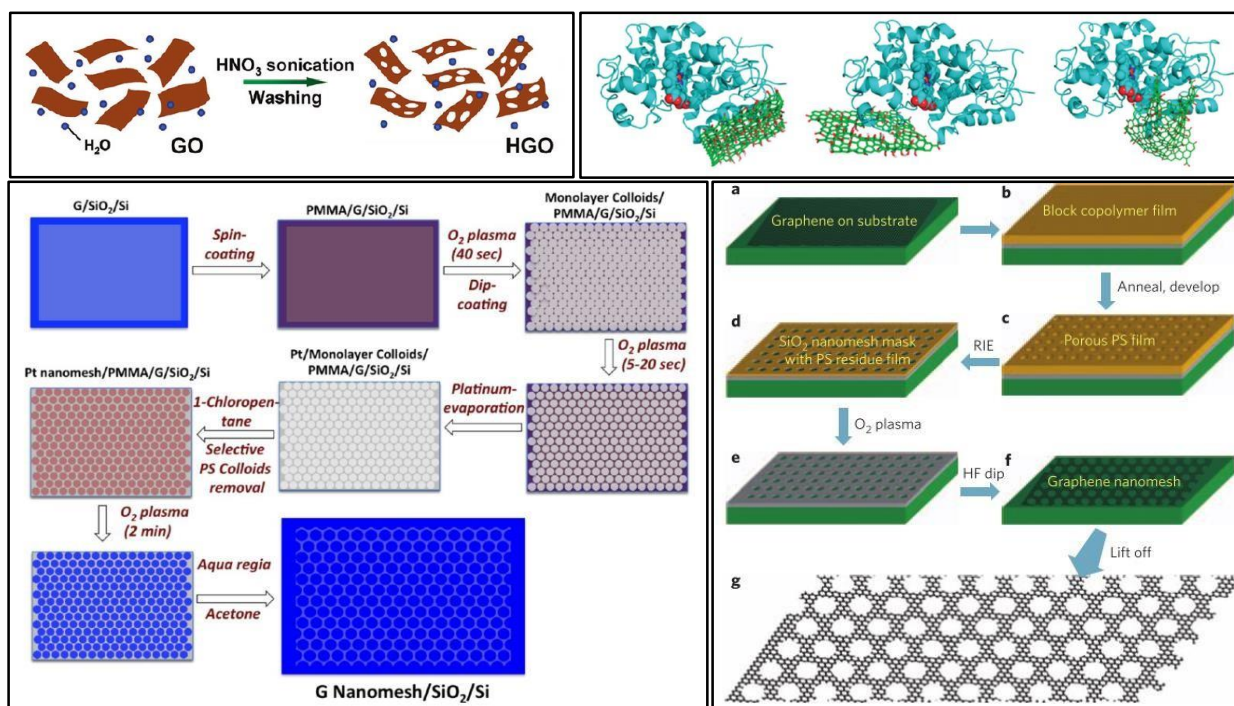 HNO₃ sonication
Washing
H₂O
GO
HGO
G/SiO₂/Si
Spin-
coating
PMMA/G/SiO₂/Si
O₂ plasma
(40 sec)
Dip-
coating
Monolayer Colloids/
PMMA/G/SiO₂/Si
O₂ plasma
(5-20 sec)
Platinum-
evaporation
Pt/Monolayer Colloids/
PMMA/G/SiO₂/Si
1-Chloropen-
tane
Selective
PS Colloids
removal
Pt nanomesh/PMMA/G/SiO₂/Si
O₂ plasma
(2 min)
Aqua regia
Acetone
G Nanomesh/SiO₂/Si
a
Graphene on substrate
b
Block copolymer film
Anneal, develop
c
Porous PS film
RIE
d
SiO₂ nanomesh mask
with PS residue film
O₂ plasma
e
HF dip
f
Graphene nanomesh
Lift off
g